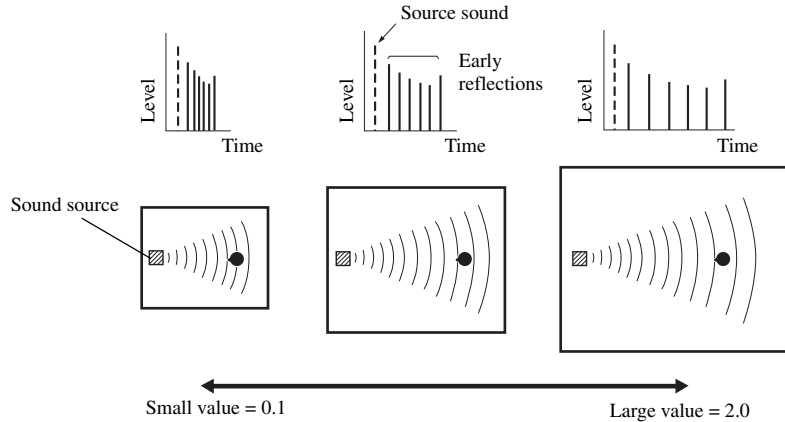 Source sound
Early
reflections
Level
Time
Level
Time
Level
Time
Sound source
Small value = 0.1
Large value = 2.0